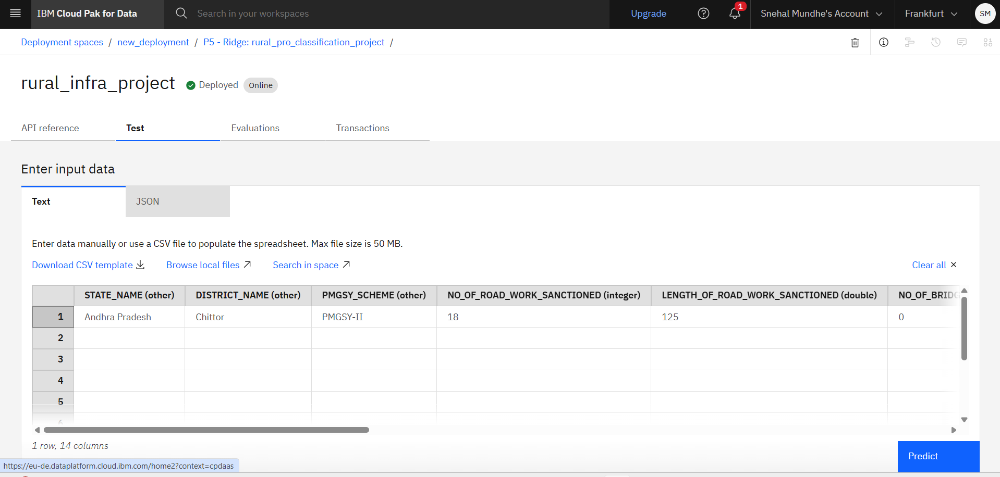 IBM Cloud Pak for Data
Search in your workspaces
Upgrade
1
Snehal Mundhe's Account
Frankfurt
SM
Deployment spaces / new_deployment / P5 - Ridge: rural_pro_classification_project /
rural_infra_project
Deployed
Online
API reference
Test
Evaluations
Transactions
Enter input data
Text
JSON
Enter data manually or use a CSV file to populate the spreadsheet. Max file size is 50 MB.
Download CSV template
Browse local files
Search in space
Clear all
STATE_NAME (other) DISTRICT_NAME (other) PMGSY_SCHEME (other) NO_OF_ROAD_WORK_SANCTIONED (integer) LENGTH_OF_ROAD_WORK_SANCTIONED (double) NO_OF_BRIDG
1 Andhra Pradesh Chittor PMGSY-II 18 125 0
2
3
4
5
6
1 row, 14 columns
Predict
https://eu-de.dataplatform.cloud.ibm.com/home2?context=cpdaas